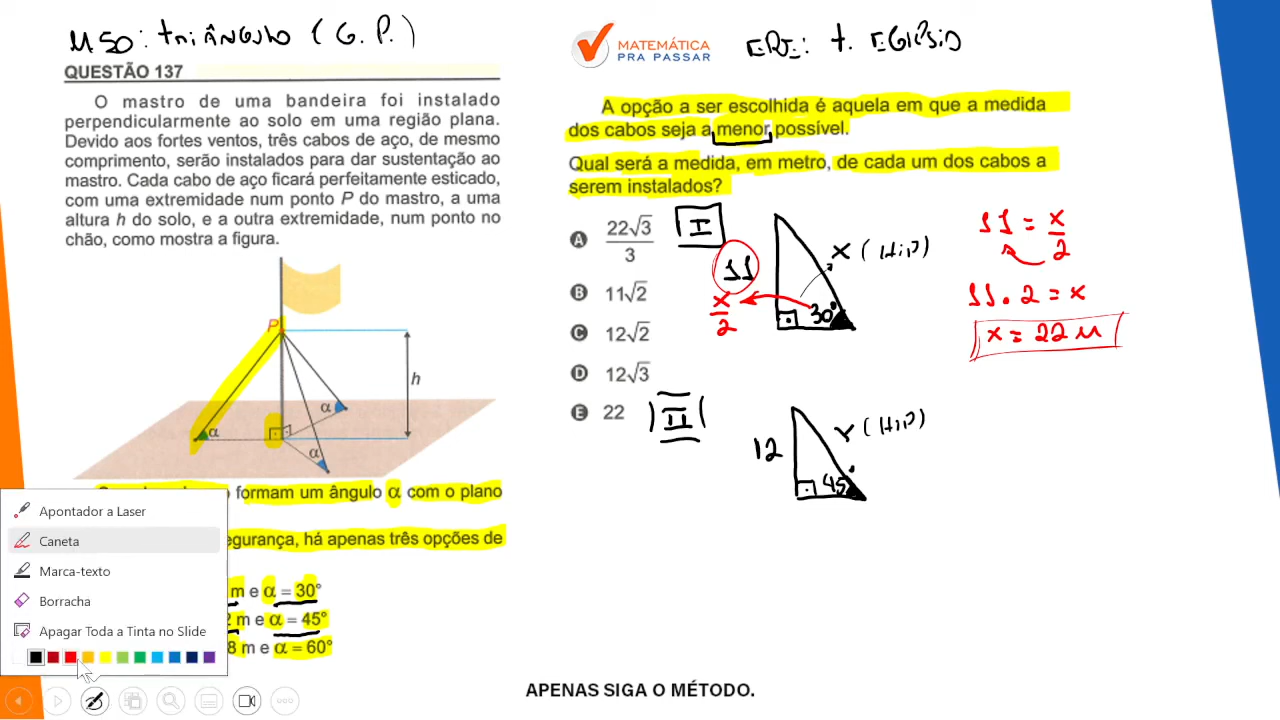 MSD: triângulo (G.P.)
QUESTÃO 137
O mastro de uma bandeira foi instalado
perpendicularmente ao solo em uma região plana.
Devido aos fortes ventos, três cabos de aço, de mesmo
comprimento, serão instalados para dar sustentação ao
mastro. Cada cabo de aço ficará perfeitamente esticado,
com uma extremidade num ponto P do mastro, a uma
altura h do solo, e a outra extremidade, num ponto no
chão, como mostra a figura.
P
h
α
α
α
formam um ângulo α com o plano
egurança, há apenas três opções de
m e α = 30°
2 m e α = 45°
8 m e α = 60°
Apontador a Laser
Caneta
Marca-texto
Borracha
Apagar Toda a Tinta no Slide
MATEMÁTICA
PRA PASSAR
A opção a ser escolhida é aquela em que a medida
dos cabos seja a menor possível.
Qual será a medida, em metro, de cada um dos cabos a
serem instalados?
A 22√3/3
B 11√2
C 12√2
D 12√3
E 22
I
11
x/2
X (Hip)
30°
11 = x/2
11 . 2 = x
x = 22 m
II
12
Y (Hip)
45°
APENAS SIGA O MÉTODO.